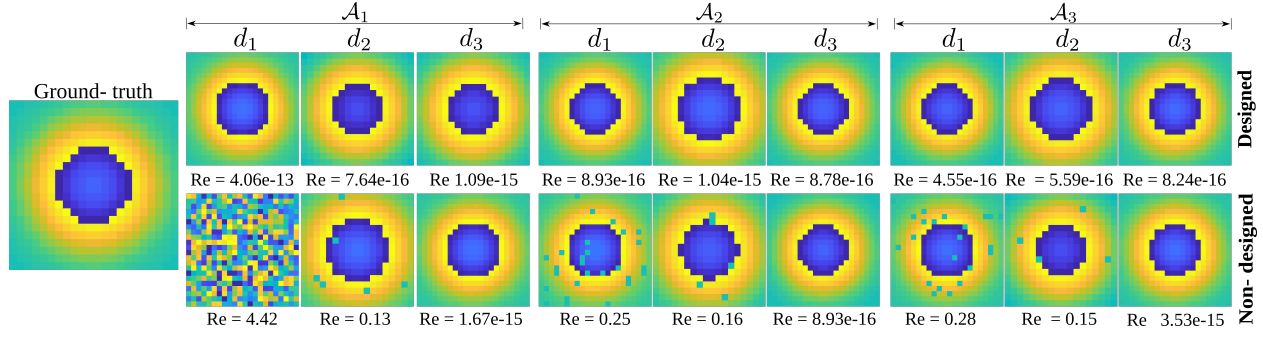 𝒜₁ 𝒜₂ 𝒜₃
d₁ d₂ d₃ d₁ d₂ d₃ d₁ d₂ d₃
Ground- truth
Designed
Re = 4.06e-13 Re = 7.64e-16 Re = 1.09e-15 Re = 8.93e-16 Re = 1.04e-15 Re = 8.78e-16 Re = 4.55e-16 Re = 5.59e-16 Re = 8.24e-16
Non- designed
Re = 4.42 Re = 0.13 Re = 1.67e-15 Re = 0.25 Re = 0.16 Re = 8.93e-16 Re = 0.28 Re = 0.15 Re 3.53e-15